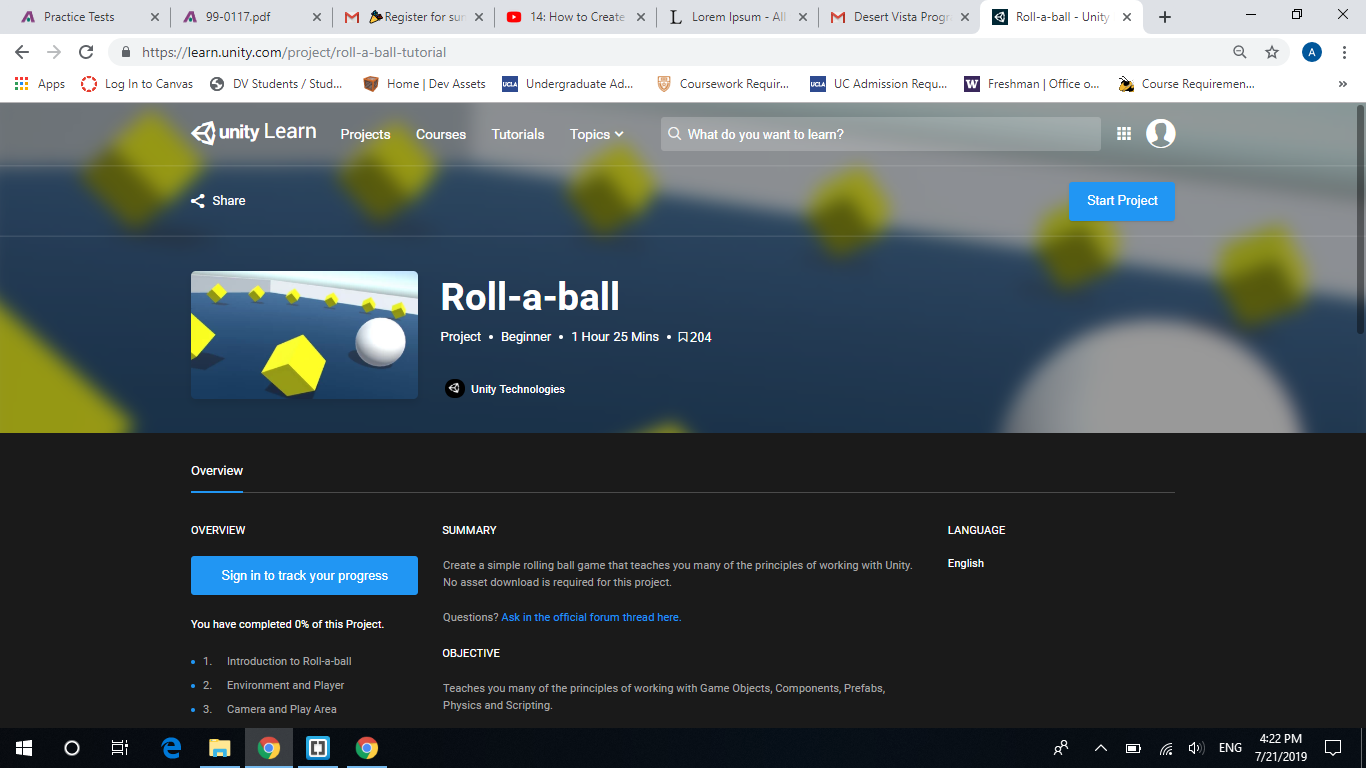 Practice Tests
99-0117.pdf
Register for sum
14: How to Create
Lorem Ipsum - All
Desert Vista Progr
Roll-a-ball - Unity
https://learn.unity.com/project/roll-a-ball-tutorial
A
Apps
Log In to Canvas
DV Students / Stud...
Home | Dev Assets
UCLA
Undergraduate Ad...
Coursework Requir...
UCLA
UC Admission Requ...
W
Freshman | Office o...
Course Requiremen...
»
unity Learn
Projects
Courses
Tutorials
Topics
What do you want to learn?
Share
Start Project
Roll-a-ball
Project • Beginner • 1 Hour 25 Mins • 204
Unity Technologies
Overview
OVERVIEW
Sign in to track your progress
You have completed 0% of this Project.
• 1. Introduction to Roll-a-ball
• 2. Environment and Player
• 3. Camera and Play Area
SUMMARY
Create a simple rolling ball game that teaches you many of the principles of working with Unity.
No asset download is required for this project.
Questions? Ask in the official forum thread here.
OBJECTIVE
Teaches you many of the principles of working with Game Objects, Components, Prefabs,
Physics and Scripting.
LANGUAGE
English
ENG
4:22 PM
7/21/2019